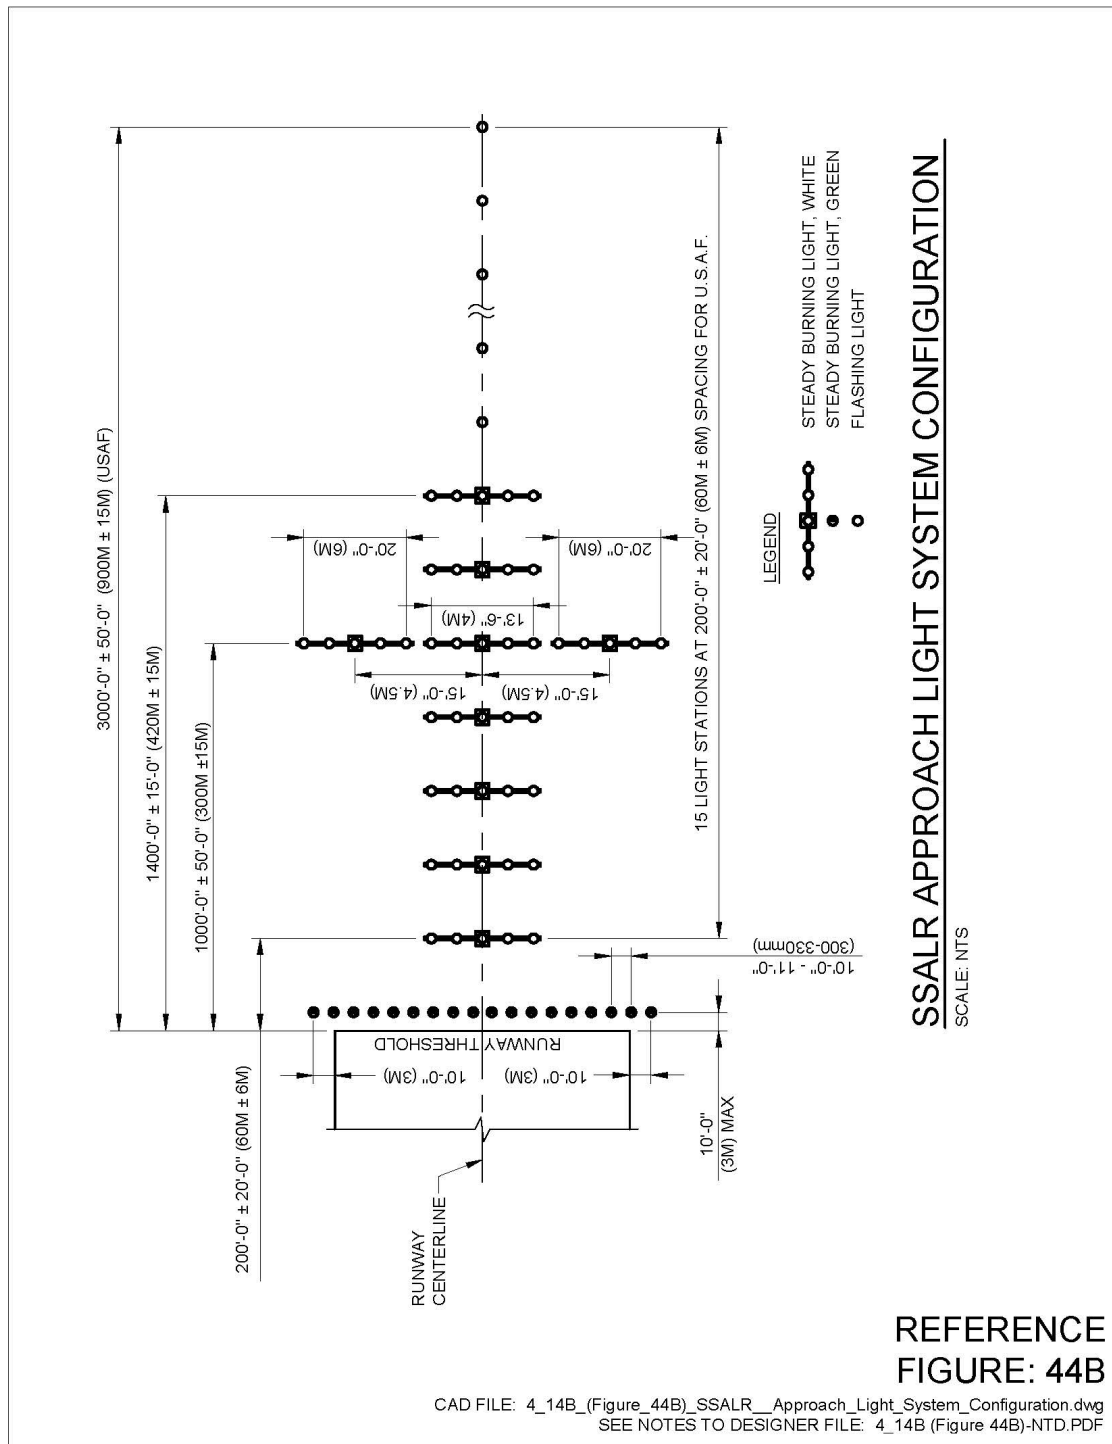 3000'-0" ± 50'-0" (900M ± 15M) (USAF)
1400'-0" ± 15'-0" (420M ± 15M)
1000'-0" ± 50'-0" (300M ±15M)
200'-0" ± 20'-0" (60M ± 6M)
20'-0" (6M)
20'-0" (6M)
13'-6" (4M)
15'-0" (4.5M)
15'-0" (4.5M)
15 LIGHT STATIONS AT 200'-0" ± 20'-0" (60M ± 6M) SPACING FOR U.S.A.F.
10'-0" - 11'-0"
(300-330mm)
RUNWAY THRESHOLD
10'-0" (3M)
10'-0" (3M)
10'-0"
(3M) MAX
RUNWAY
CENTERLINE
LEGEND
STEADY BURNING LIGHT, WHITE
STEADY BURNING LIGHT, GREEN
FLASHING LIGHT
SSALR APPROACH LIGHT SYSTEM CONFIGURATION
SCALE: NTS
REFERENCE
FIGURE: 44B
CAD FILE: 4_14B_(Figure_44B)_SSALR__Approach_Light_System_Configuration.dwg
SEE NOTES TO DESIGNER FILE: 4_14B (Figure 44B)-NTD.PDF